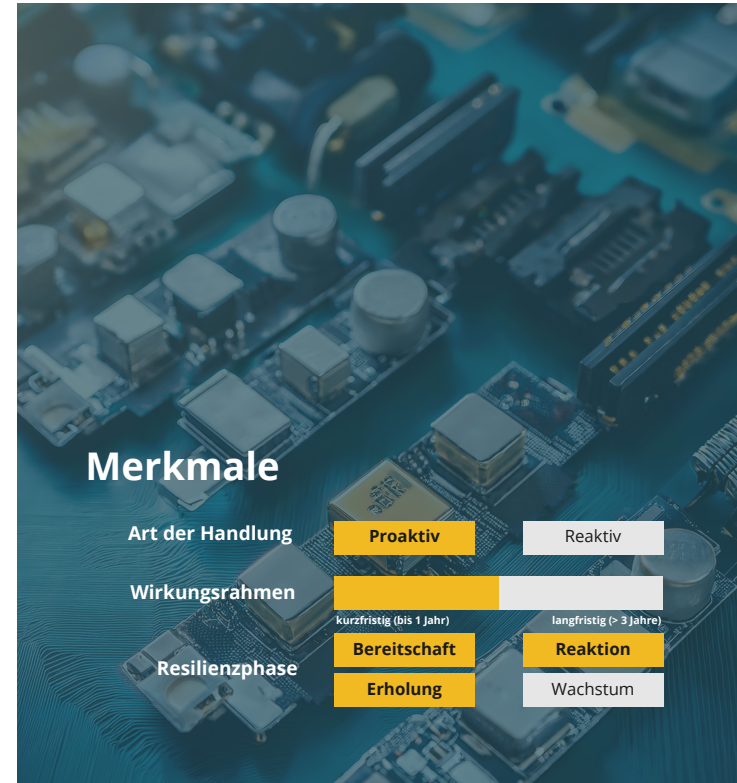 Merkmale
Art der Handlung Proaktiv Reaktiv
Wirkungsrahmen
kurzfristig (bis 1 Jahr) langfristig (> 3 Jahre)
Resilienzphase Bereitschaft Reaktion
Erholung Wachstum